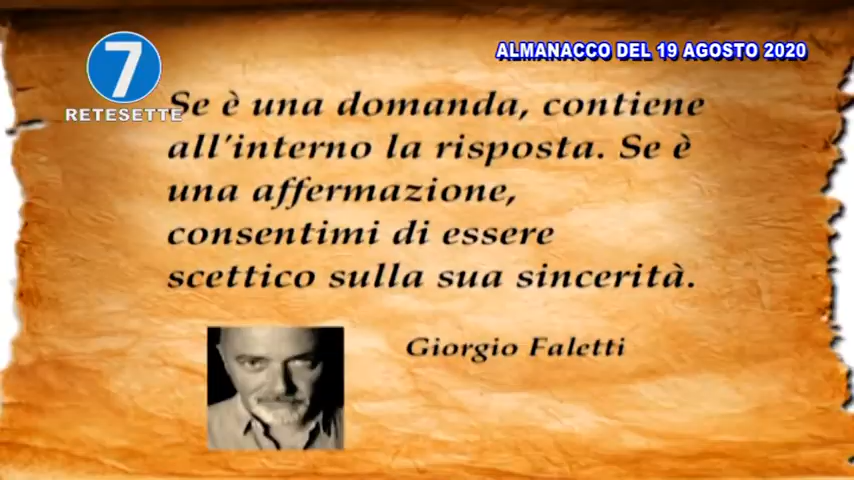 7
RETESETTE
ALMANACCO DEL 19 AGOSTO 2020
Se è una domanda, contiene
all'interno la risposta. Se è
una affermazione,
consentimi di essere
scettico sulla sua sincerità.
Giorgio Faletti